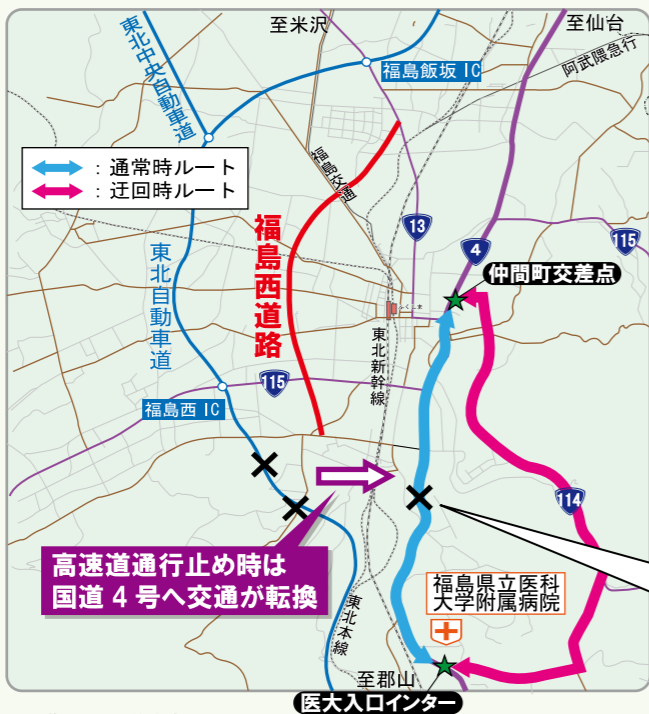 至米沢
至仙台
東北中央自動車道
福島飯坂 IC
阿武隈急行
:通常時ルート
:迂回時ルート
福島交通
福島西道路
13
4
115
仲間町交差点
東北自動車道
ふくしま
東北新幹線
115
福島西 IC
114
高速道通行止め時は
国道 4 号へ交通が転換
福島県立医科
大学附属病院
東北本線
至郡山
医大入口インター